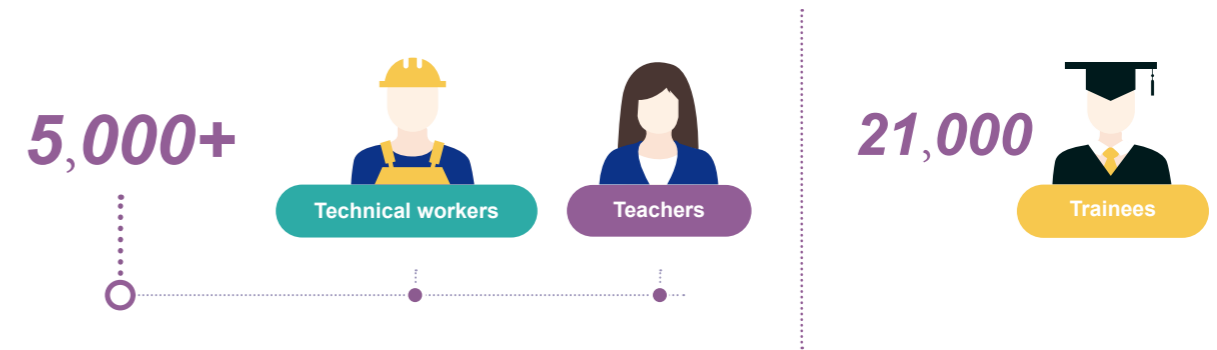 5,000+
Technical workers
Teachers
21,000
Trainees